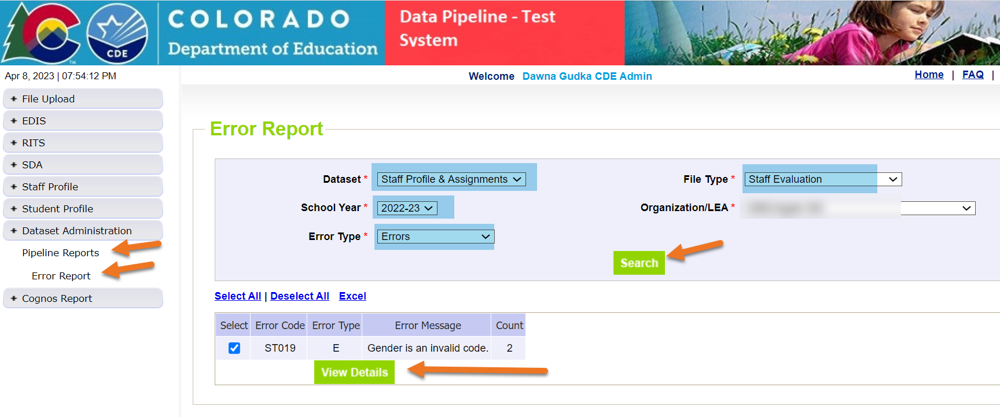 COLORADO
Department of Education
CDE
TM
Data Pipeline - Test
System
Apr 8, 2023 | 07:54:12 PM
Welcome Dawna Gudka CDE Admin
Home | FAQ |
+ File Upload
+ EDIS
+ RITS
+ SDA
+ Staff Profile
+ Student Profile
+ Dataset Administration
Pipeline Reports
Error Report
+ Cognos Report
Error Report
Dataset * Staff Profile & Assignments
File Type * Staff Evaluation
School Year * 2022-23
Organization/LEA *
Error Type * Errors
Search
Select All | Deselect All Excel
Select Error Code Error Type Error Message Count
ST019 E Gender is an invalid code. 2
View Details